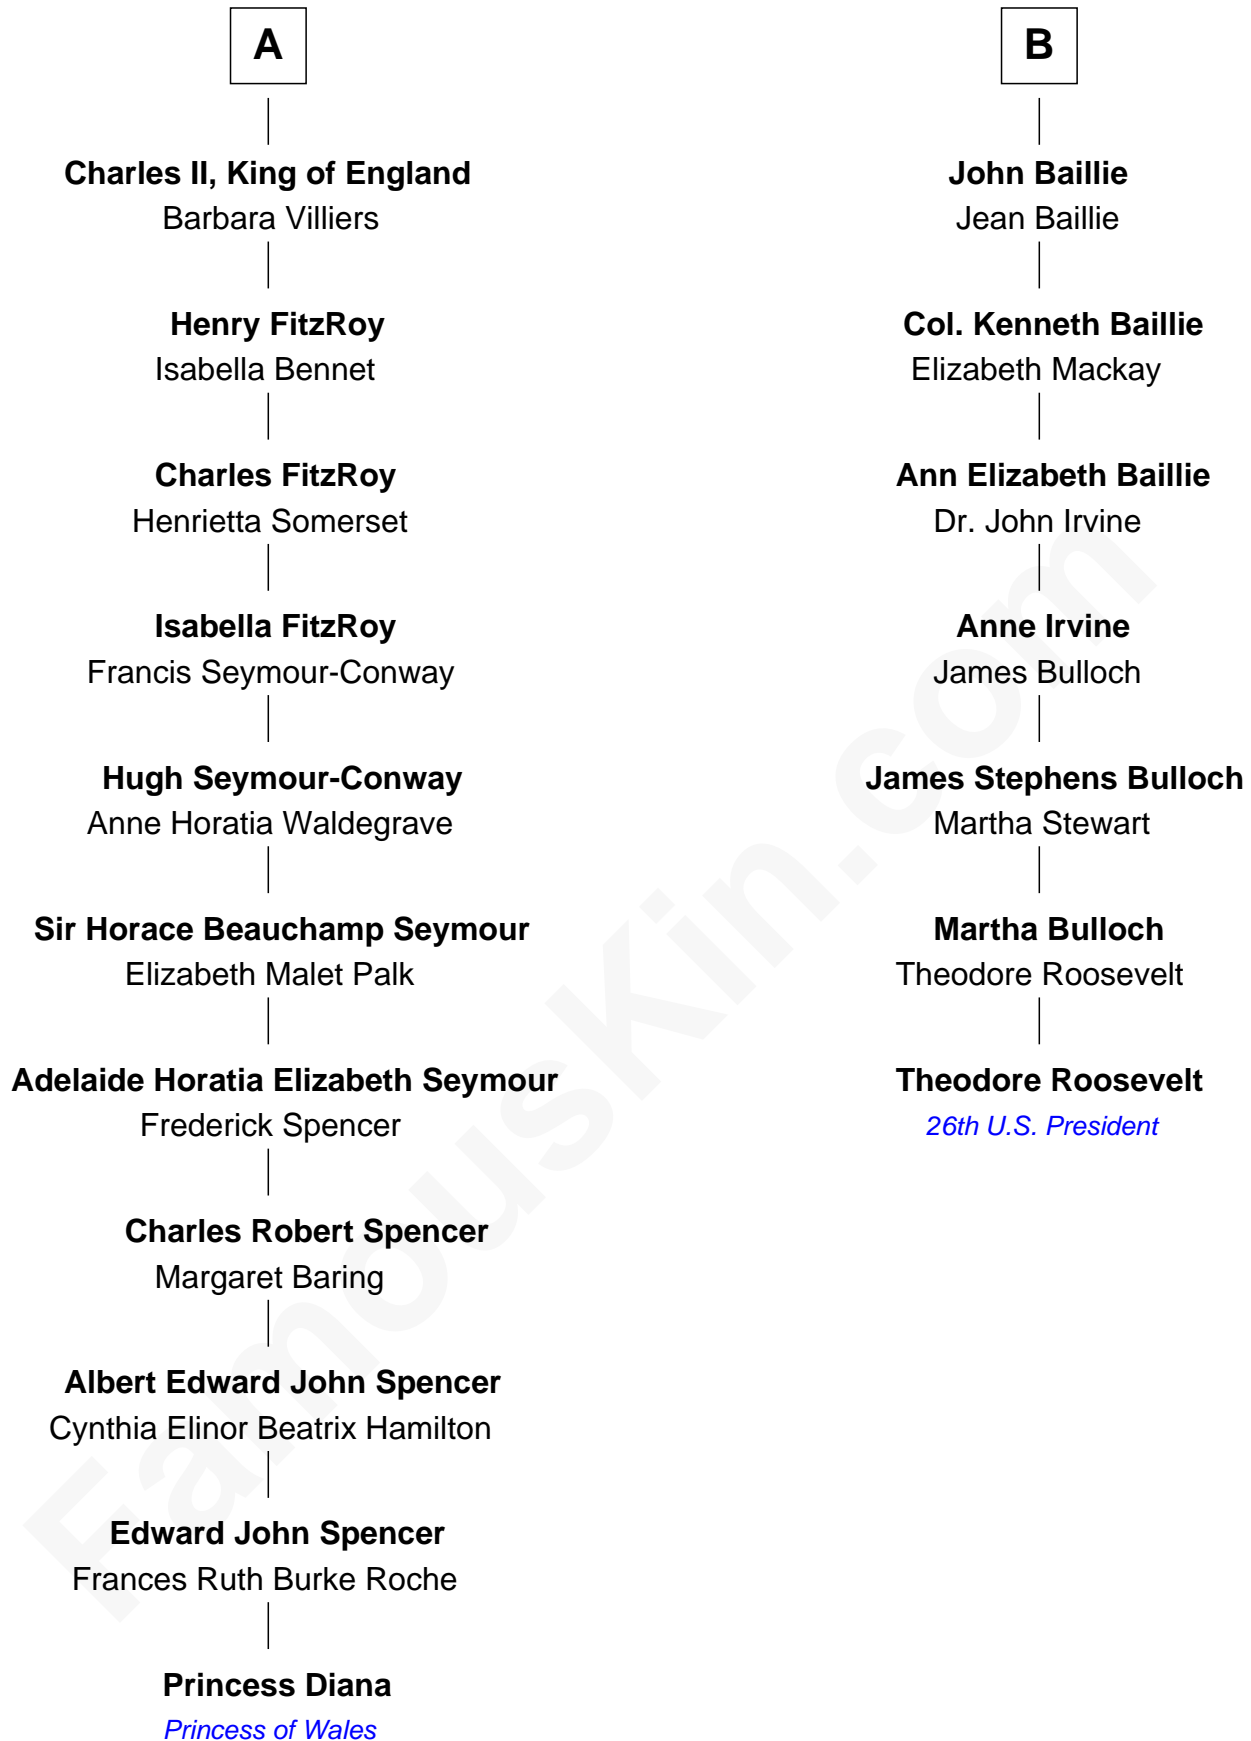 A
Charles II, King of England
Barbara Villiers
Henry FitzRoy
Isabella Bennet
Charles FitzRoy
Henrietta Somerset
Isabella FitzRoy
Francis Seymour-Conway
Hugh Seymour-Conway
Anne Horatia Waldegrave
Sir Horace Beauchamp Seymour
Elizabeth Malet Palk
Adelaide Horatia Elizabeth Seymour
Frederick Spencer
Charles Robert Spencer
Margaret Baring
Albert Edward John Spencer
Cynthia Elinor Beatrix Hamilton
Edward John Spencer
Frances Ruth Burke Roche
Princess Diana
Princess of Wales
B
John Baillie
Jean Baillie
Col. Kenneth Baillie
Elizabeth Mackay
Ann Elizabeth Baillie
Dr. John Irvine
Anne Irvine
James Bulloch
James Stephens Bulloch
Martha Stewart
Martha Bulloch
Theodore Roosevelt
Theodore Roosevelt
26th U.S. President
FamousKin.com